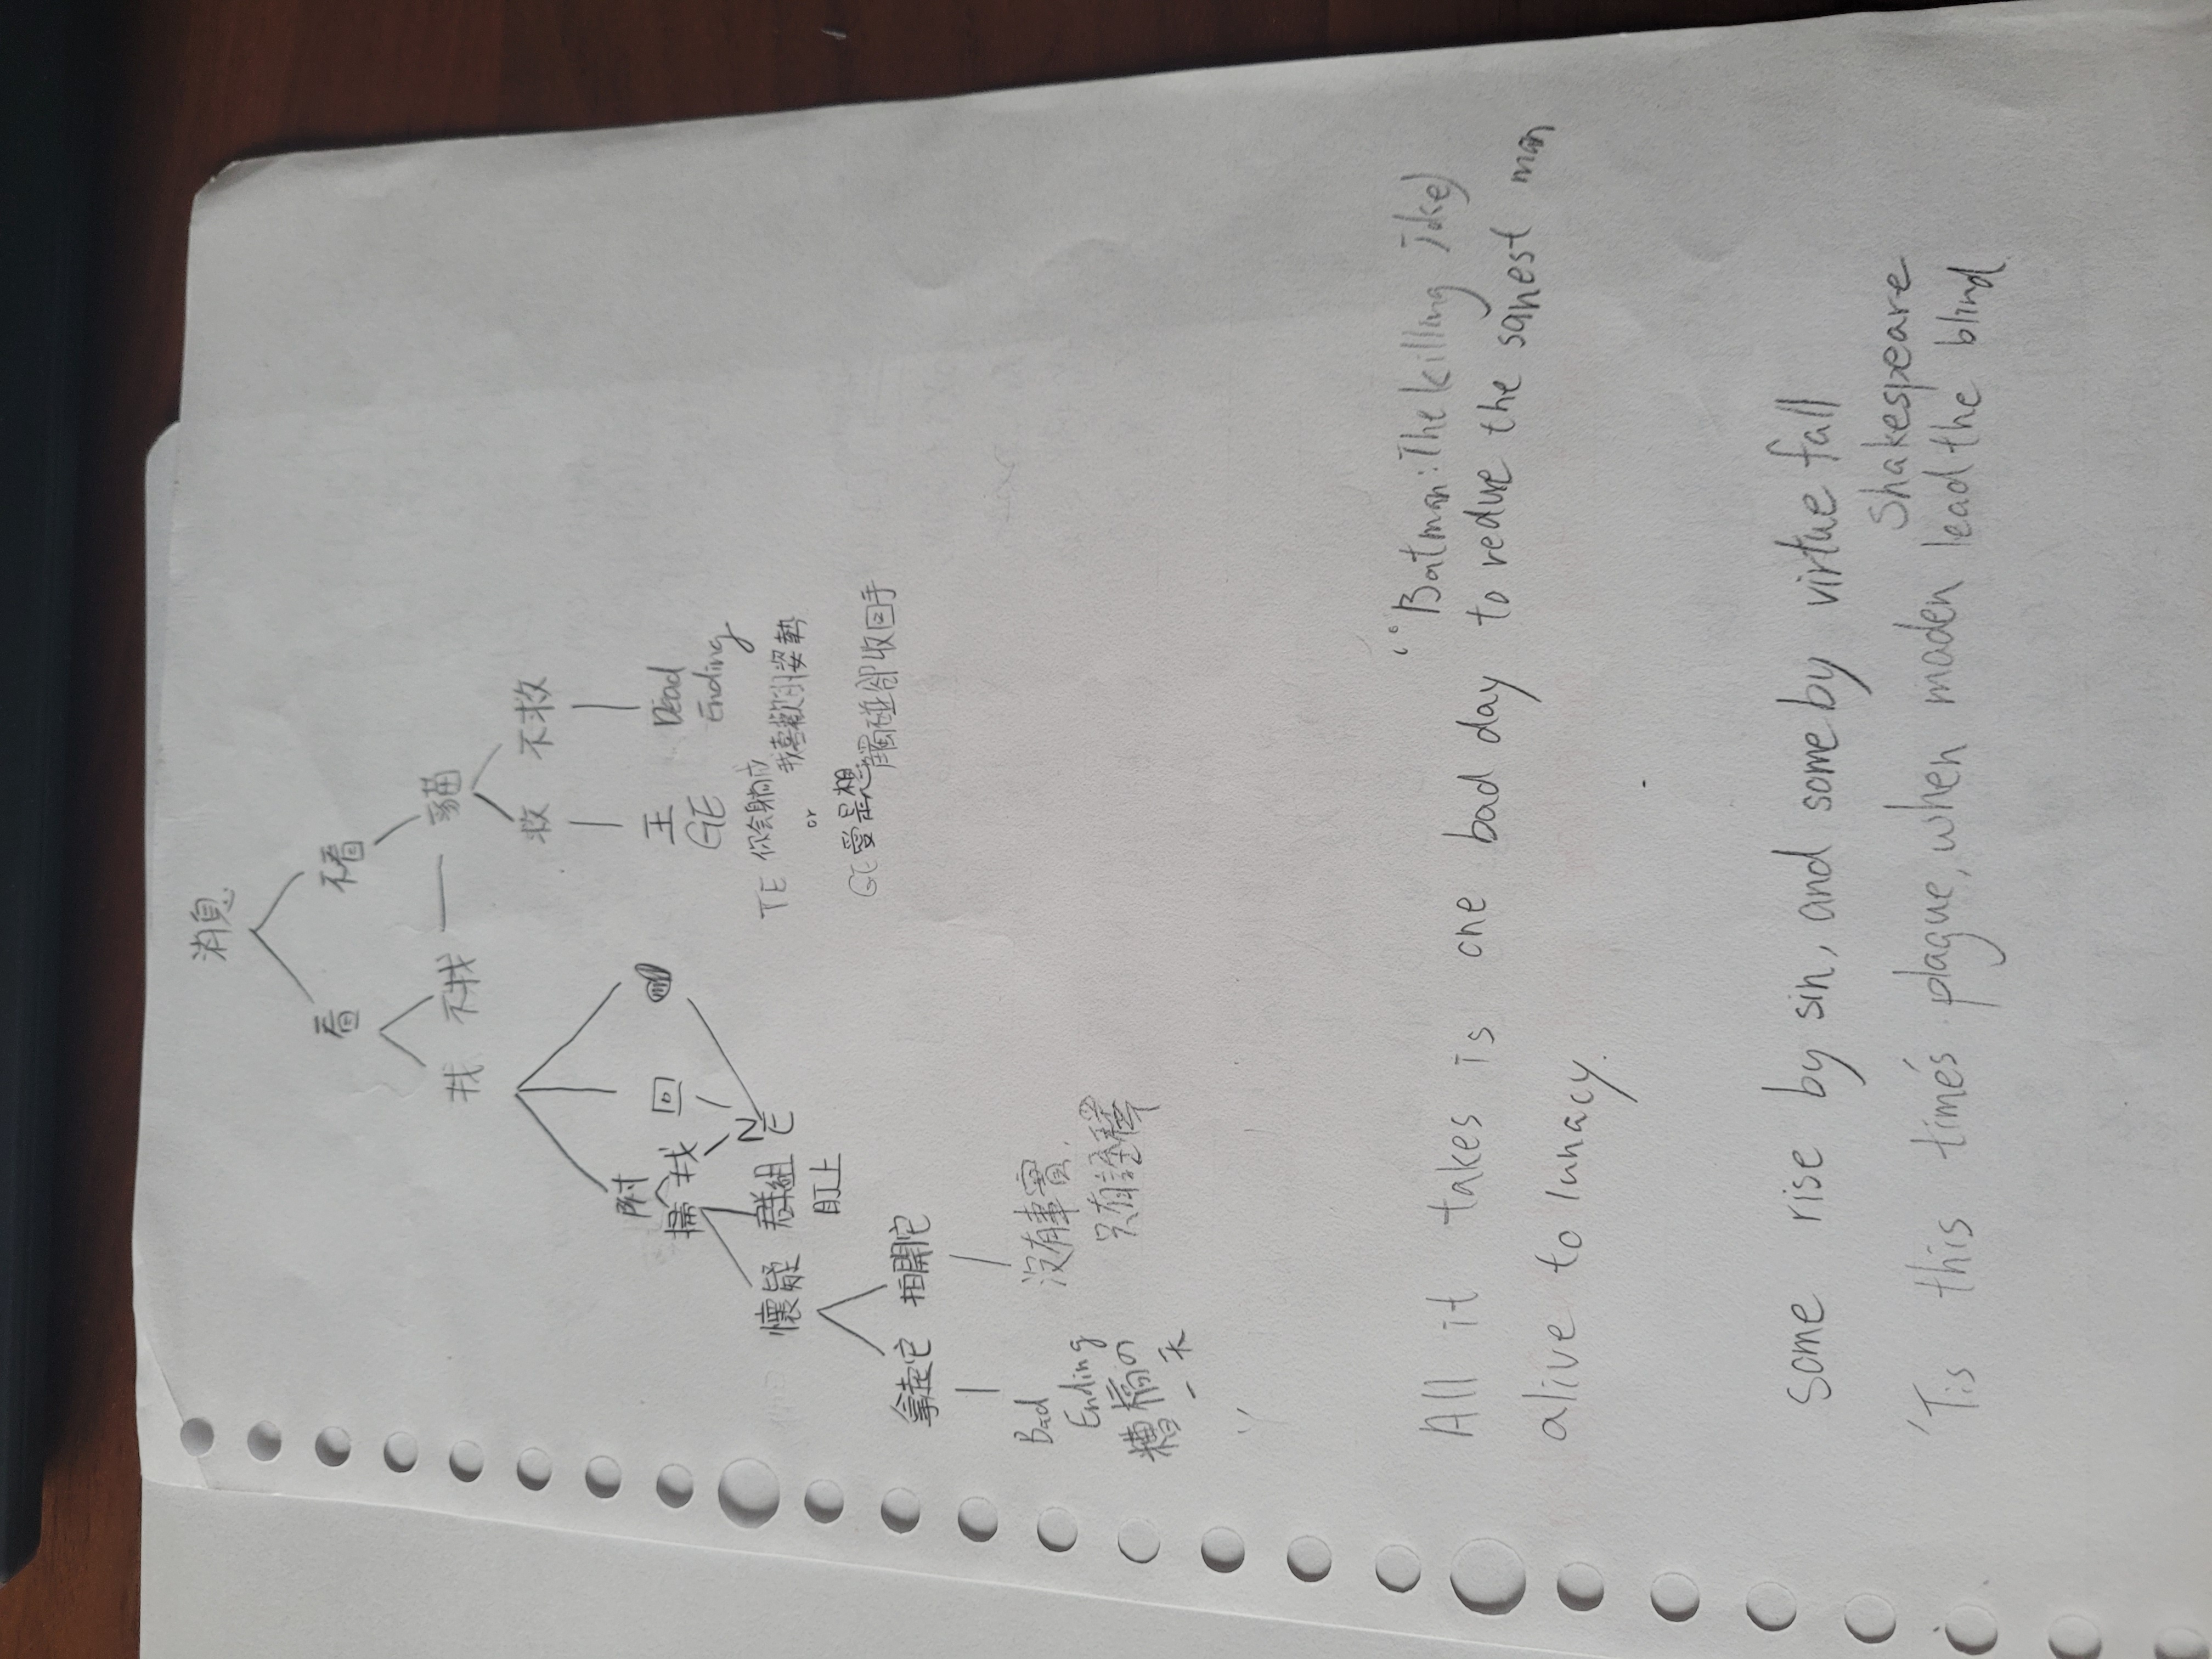 消息
看 不看
找 不找 貓
救 不救
附 回
掃 找
王 Dead
GE Ending
懷疑 群組 NE
盯上
TE 你会躺成
我喜歡的姿勢
or
GE 愛是想
觸碰卻收回手
拿走它 拍開它
Bad 沒有事實,
Ending 只有詮釋
糟糕の
一天
"Batman: The killing Joke)
All it takes is one bad day to reduce the sanest man
alive to lunacy.
some rise by sin, and some by virtue fall
Shakespeare
'Tis this time's plague, when maden lead the blind